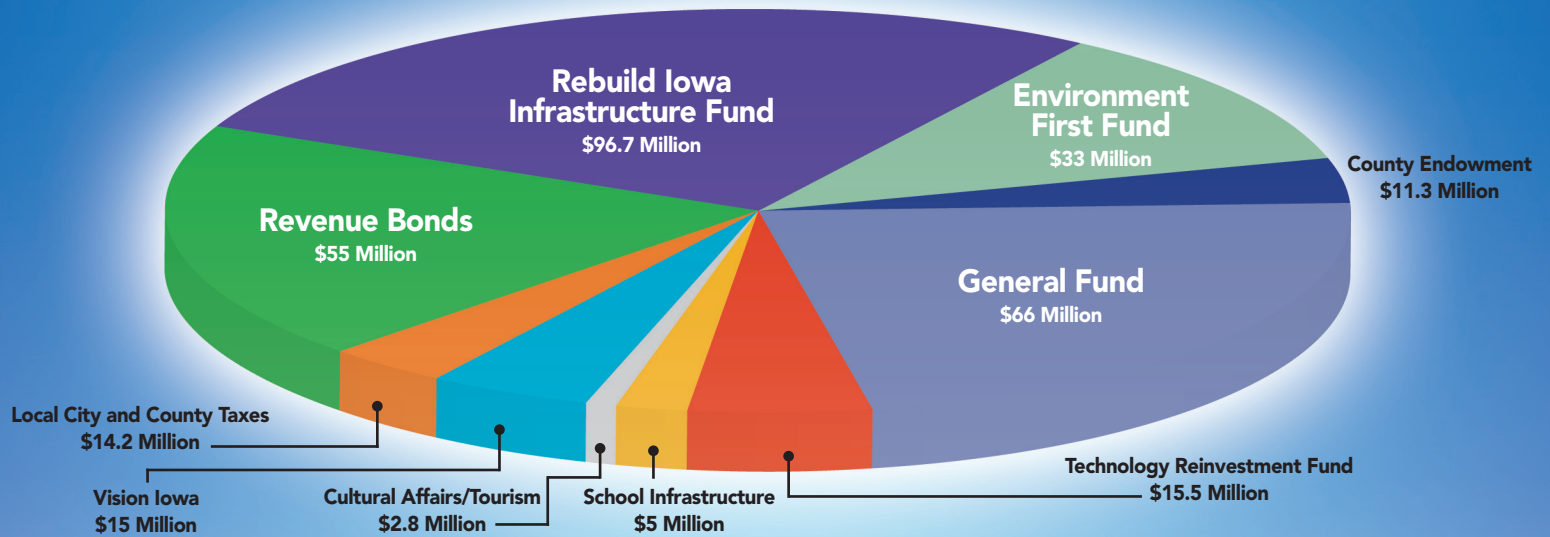 Rebuild Iowa
Infrastructure Fund
$96.7 Million
Environment
First Fund
$33 Million
County Endowment
$11.3 Million
Revenue Bonds
$55 Million
General Fund
$66 Million
Local City and County Taxes
$14.2 Million
Vision Iowa
$15 Million
Cultural Affairs/Tourism
$2.8 Million
School Infrastructure
$5 Million
Technology Reinvestment Fund
$15.5 Million